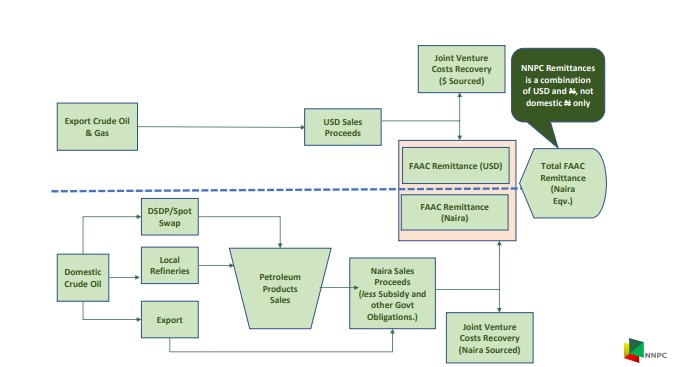 Joint Venture
Costs Recovery
($ Sourced)
NNPC Remittances
is a combination
of USD and ₦, not
domestic ₦ only
Export Crude Oil
& Gas
USD Sales
Proceeds
FAAC Remittance (USD)
Total FAAC
Remittance
(Naira
Eqv.)
FAAC Remittance
(Naira)
DSDP/Spot
Swap
Domestic
Crude Oil
Local
Refineries
Export
Petroleum
Products
Sales
Naira Sales
Proceeds
(less Subsidy and
other Govt
Obligations.)
Joint Venture
Costs Recovery
(Naira Sourced)
NNPC